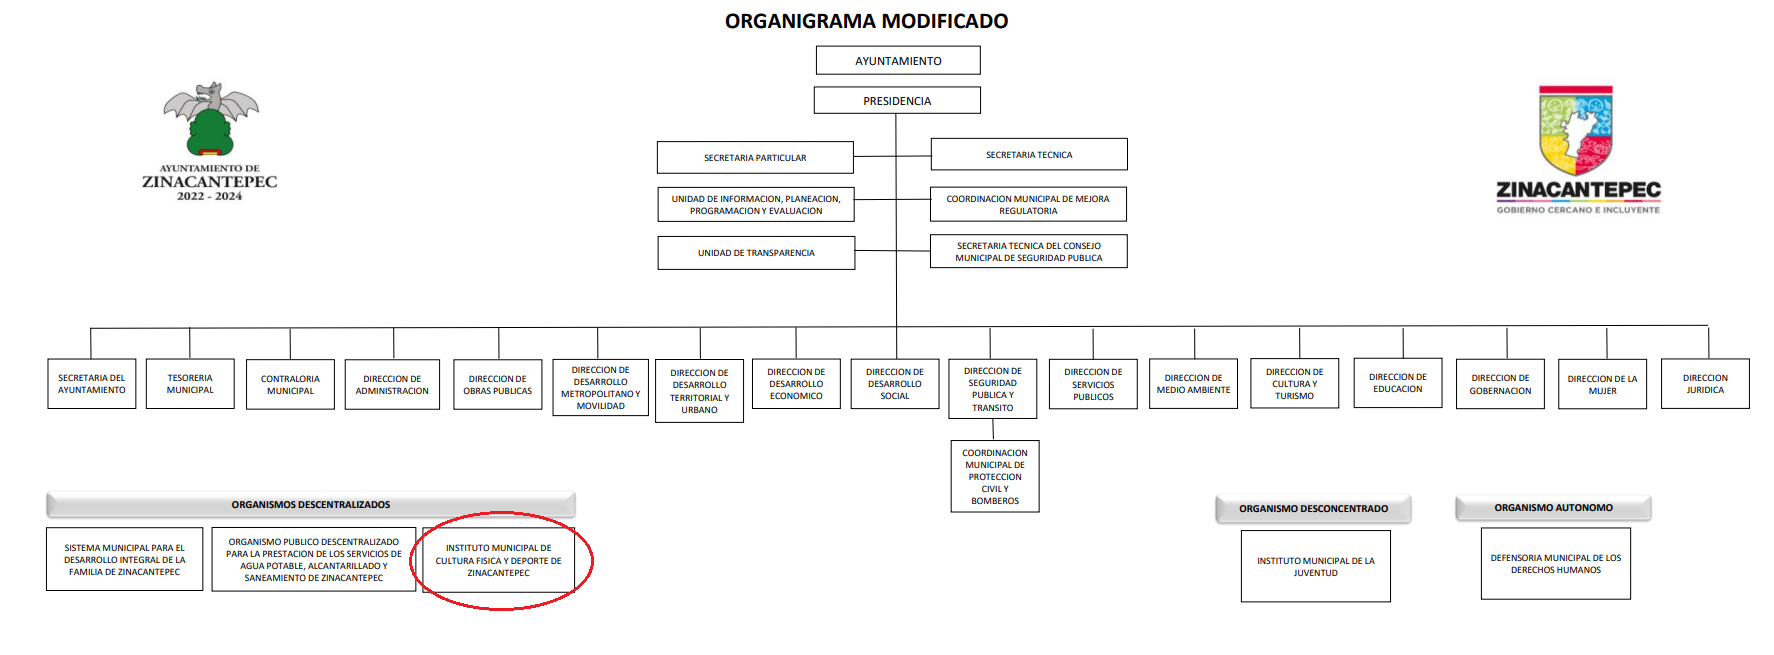 ORGANIGRAMA MODIFICADO
AYUNTAMIENTO
PRESIDENCIA
AYUNTAMIENTO DE
ZINACANTEPEC
2022 - 2024
ZINACANTEPEC
GOBIERNO CERCANO E INCLUYENTE
SECRETARIA PARTICULAR
SECRETARIA TECNICA
UNIDAD DE INFORMACION, PLANEACION,
PROGRAMACION Y EVALUACION
COORDINACION MUNICIPAL DE MEJORA
REGULATORIA
UNIDAD DE TRANSPARENCIA
SECRETARIA TECNICA DEL CONSEJO
MUNICIPAL DE SEGURIDAD PUBLICA
SECRETARIA DEL
AYUNTAMIENTO
TESORERIA
MUNICIPAL
CONTRALORIA
MUNICIPAL
DIRECCION DE
ADMINISTRACION
DIRECCION DE
OBRAS PUBLICAS
DIRECCION DE
DESARROLLO
METROPOLITANO Y
MOVILIDAD
DIRECCION DE
DESARROLLO
TERRITORIAL Y
URBANO
DIRECCION DE
DESARROLLO
ECONOMICO
DIRECCION DE
DESARROLLO
SOCIAL
DIRECCION DE
SEGURIDAD
PUBLICA Y
TRANSITO
DIRECCION DE
SERVICIOS
PUBLICOS
DIRECCION DE
MEDIO AMBIENTE
DIRECCION DE
CULTURA Y
TURISMO
DIRECCION DE
EDUCACION
DIRECCION DE
GOBERNACION
DIRECCION DE LA
MUJER
DIRECCION
JURIDICA
COORDINACION
MUNICIPAL DE
PROTECCION
CIVIL Y
BOMBEROS
ORGANISMOS DESCENTRALIZADOS
SISTEMA MUNICIPAL PARA EL
DESARROLLO INTEGRAL DE LA
FAMILIA DE ZINACANTEPEC
ORGANISMO PUBLICO DESCENTRALIZADO
PARA LA PRESTACION DE LOS SERVICIOS DE
AGUA POTABLE, ALCANTARILLADO Y
SANEAMIENTO DE ZINACANTEPEC
INSTITUTO MUNICIPAL DE
CULTURA FISICA Y DEPORTE DE
ZINACANTEPEC
ORGANISMO DESCONCENTRADO
INSTITUTO MUNICIPAL DE LA
JUVENTUD
ORGANISMO AUTONOMO
DEFENSORIA MUNICIPAL DE LOS
DERECHOS HUMANOS